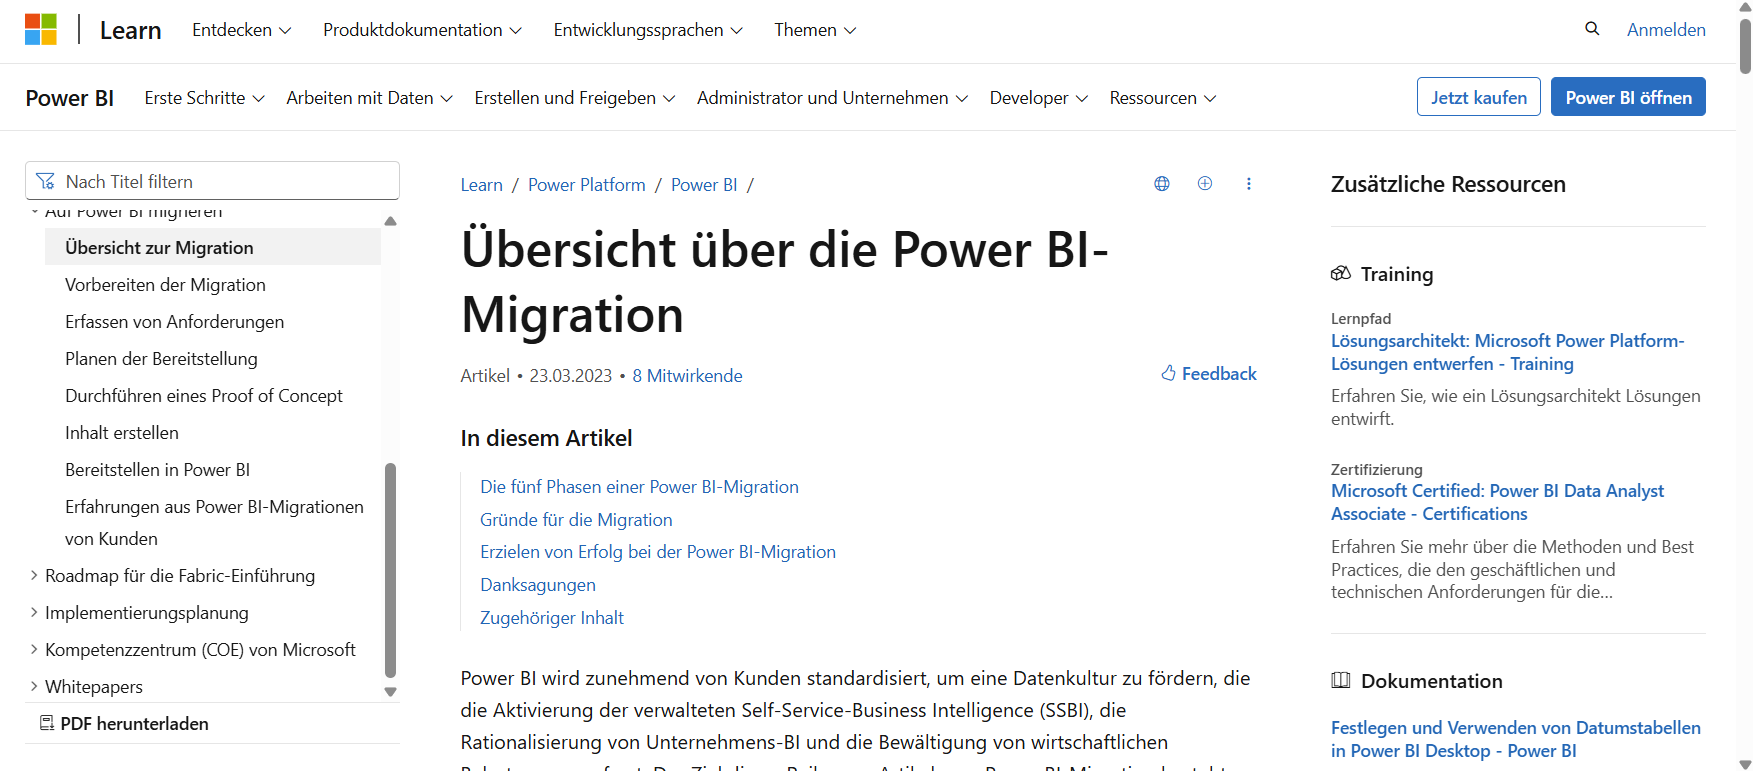 Learn
Entdecken
Produktdokumentation
Entwicklungssprachen
Themen
Anmelden
Power BI
Erste Schritte
Arbeiten mit Daten
Erstellen und Freigeben
Administrator und Unternehmen
Developer
Ressourcen
Jetzt kaufen
Power BI öffnen
Nach Titel filtern
Auf Power BI migrieren
Übersicht zur Migration
Vorbereiten der Migration
Erfassen von Anforderungen
Planen der Bereitstellung
Durchführen eines Proof of Concept
Inhalt erstellen
Bereitstellen in Power BI
Erfahrungen aus Power BI-Migrationen
von Kunden
Roadmap für die Fabric-Einführung
Implementierungsplanung
Kompetenzzentrum (COE) von Microsoft
Whitepapers
PDF herunterladen
Learn / Power Platform / Power BI /
Übersicht über die Power BI-
Migration
Artikel • 23.03.2023 • 8 Mitwirkende
Feedback
In diesem Artikel
Die fünf Phasen einer Power BI-Migration
Gründe für die Migration
Erzielen von Erfolg bei der Power BI-Migration
Danksagungen
Zugehöriger Inhalt
Power BI wird zunehmend von Kunden standardisiert, um eine Datenkultur zu fördern, die
die Aktivierung der verwalteten Self-Service-Business Intelligence (SSBI), die
Rationalisierung von Unternehmens-BI und die Bewältigung von wirtschaftlichen
Zusätzliche Ressourcen
Training
Lernpfad
Lösungsarchitekt: Microsoft Power Platform-
Lösungen entwerfen - Training
Erfahren Sie, wie ein Lösungsarchitekt Lösungen
entwirft.
Zertifizierung
Microsoft Certified: Power BI Data Analyst
Associate - Certifications
Erfahren Sie mehr über die Methoden und Best
Practices, die den geschäftlichen und
technischen Anforderungen für die...
Dokumentation
Festlegen und Verwenden von Datumstabellen
in Power BI Desktop - Power BI